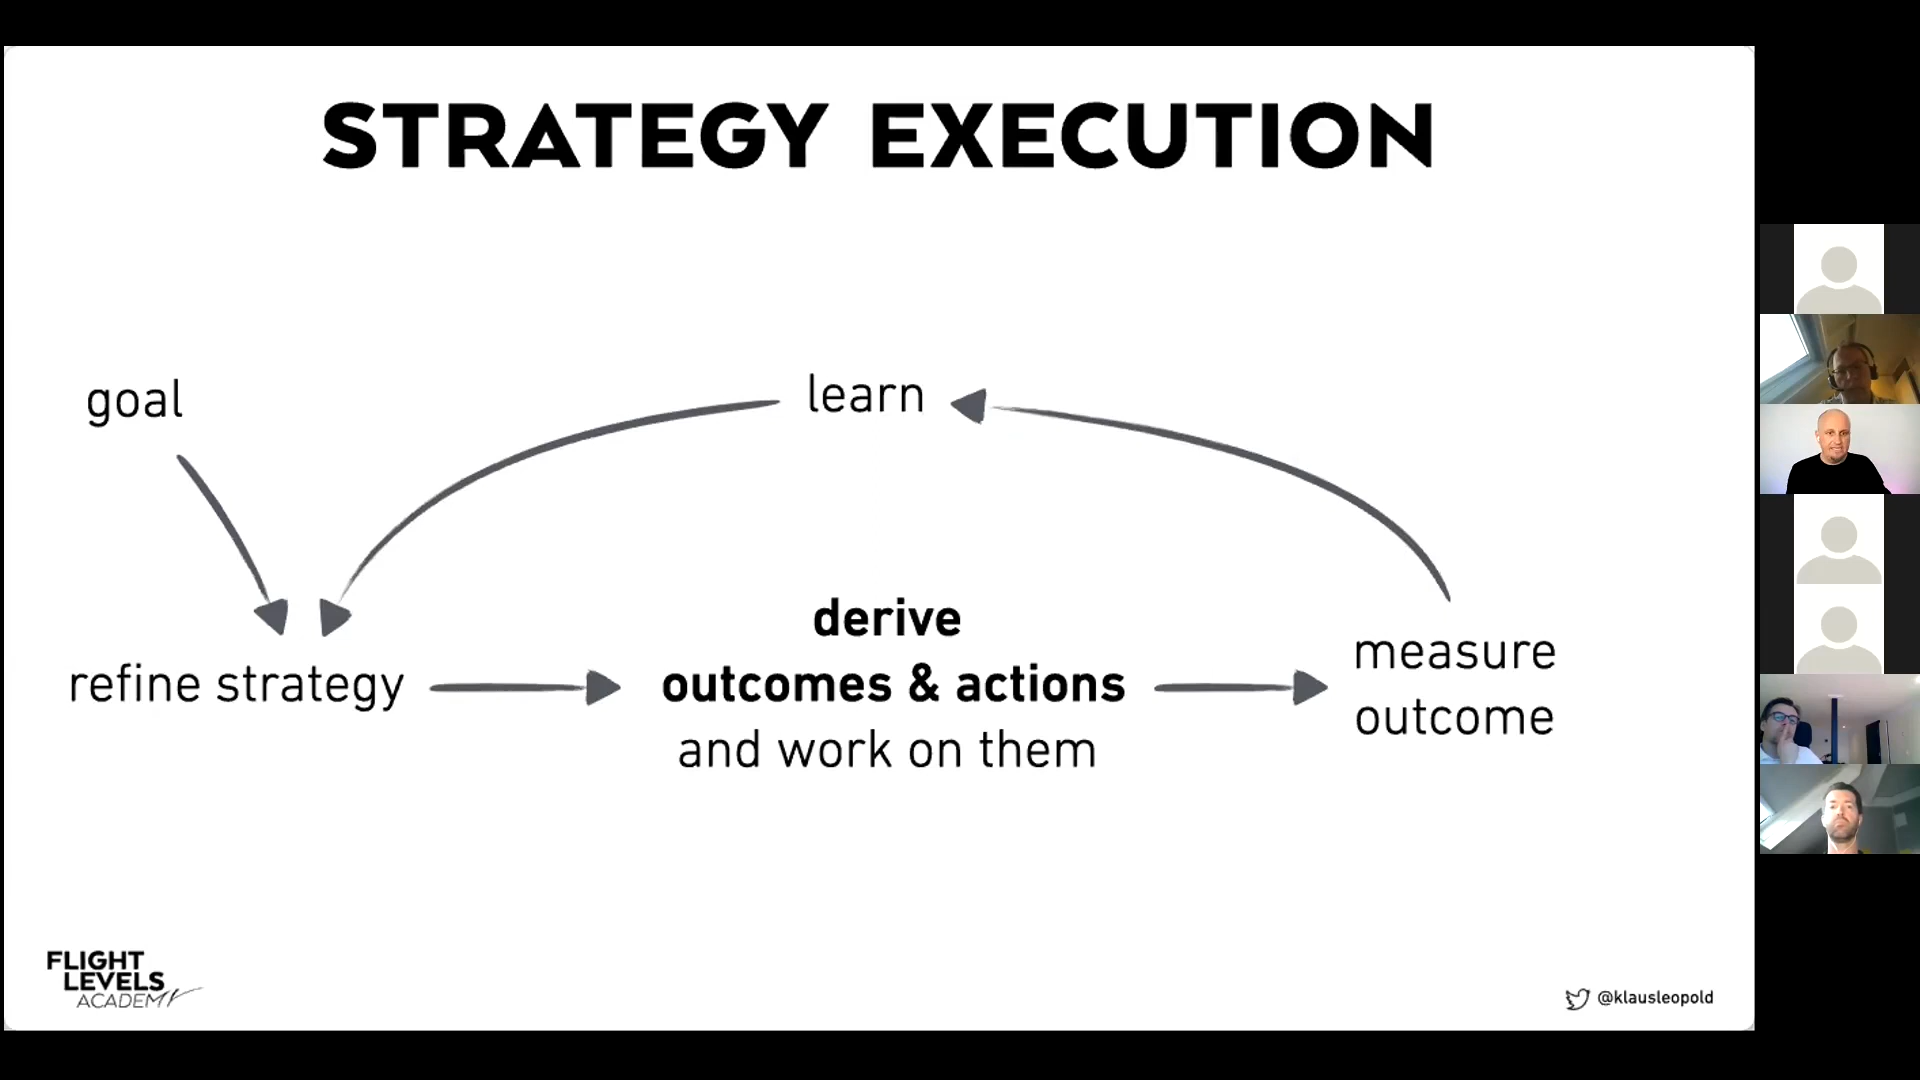 STRATEGY EXECUTION
goal
learn
refine strategy
derive
outcomes & actions
and work on them
measure
outcome
FLIGHT
LEVELS
ACADEMY
@klausleopold